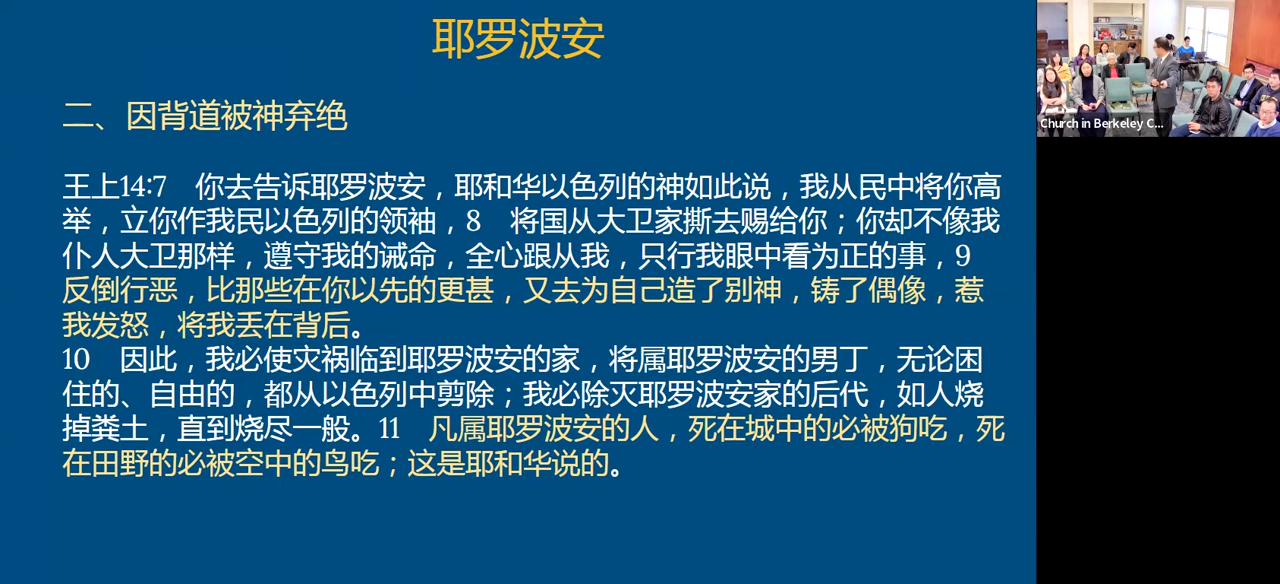 耶罗波安
二、因背道被神弃绝
王上14:7　你去告诉耶罗波安，耶和华以色列的神如此说，我从民中将你高
举，立你作我民以色列的领袖，8　将国从大卫家撕去赐给你；你却不像我
仆人大卫那样，遵守我的诫命，全心跟从我，只行我眼中看为正的事，9
反倒行恶，比那些在你以先的更甚，又去为自己造了别神，铸了偶像，惹
我发怒，将我丢在背后。
10　因此，我必使灾祸临到耶罗波安的家，将属耶罗波安的男丁，无论困
住的、自由的，都从以色列中剪除；我必除灭耶罗波安家的后代，如人烧
掉粪土，直到烧尽一般。11　凡属耶罗波安的人，死在城中的必被狗吃，死
在田野的必被空中的鸟吃；这是耶和华说的。
Church in Berkeley C...